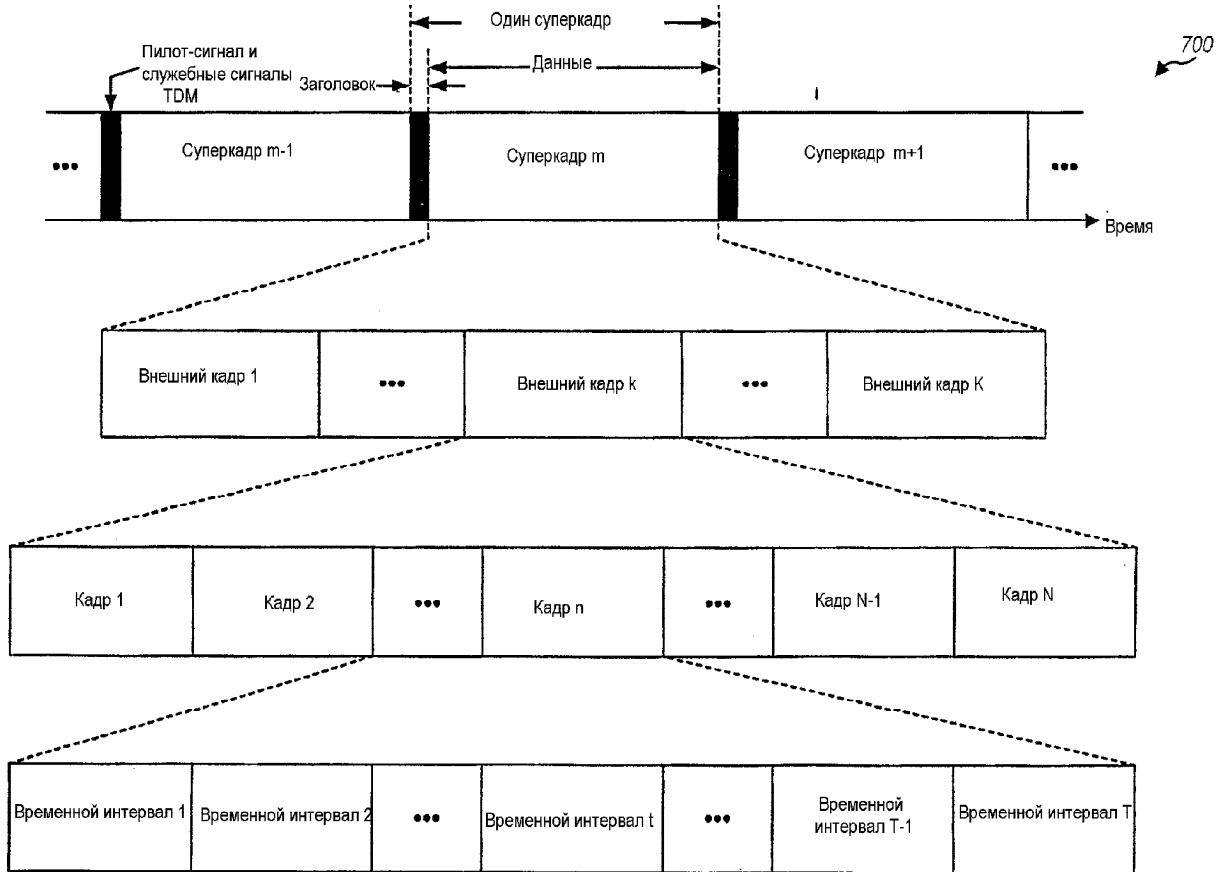 Один суперкадр
700
Пилот-сигнал и
служебные сигналы
TDM
Данные
Заголовок
••• Суперкадр m-1 Суперкадр m Суперкадр m+1 •••
Время
Внешний кадр 1 ••• Внешний кадр k ••• Внешний кадр K
Кадр 1 Кадр 2 ••• Кадр n ••• Кадр N-1 Кадр N
Временной интервал 1 Временной интервал 2 ••• Временной интервал t ••• Временной
интервал T-1
Временной интервал T